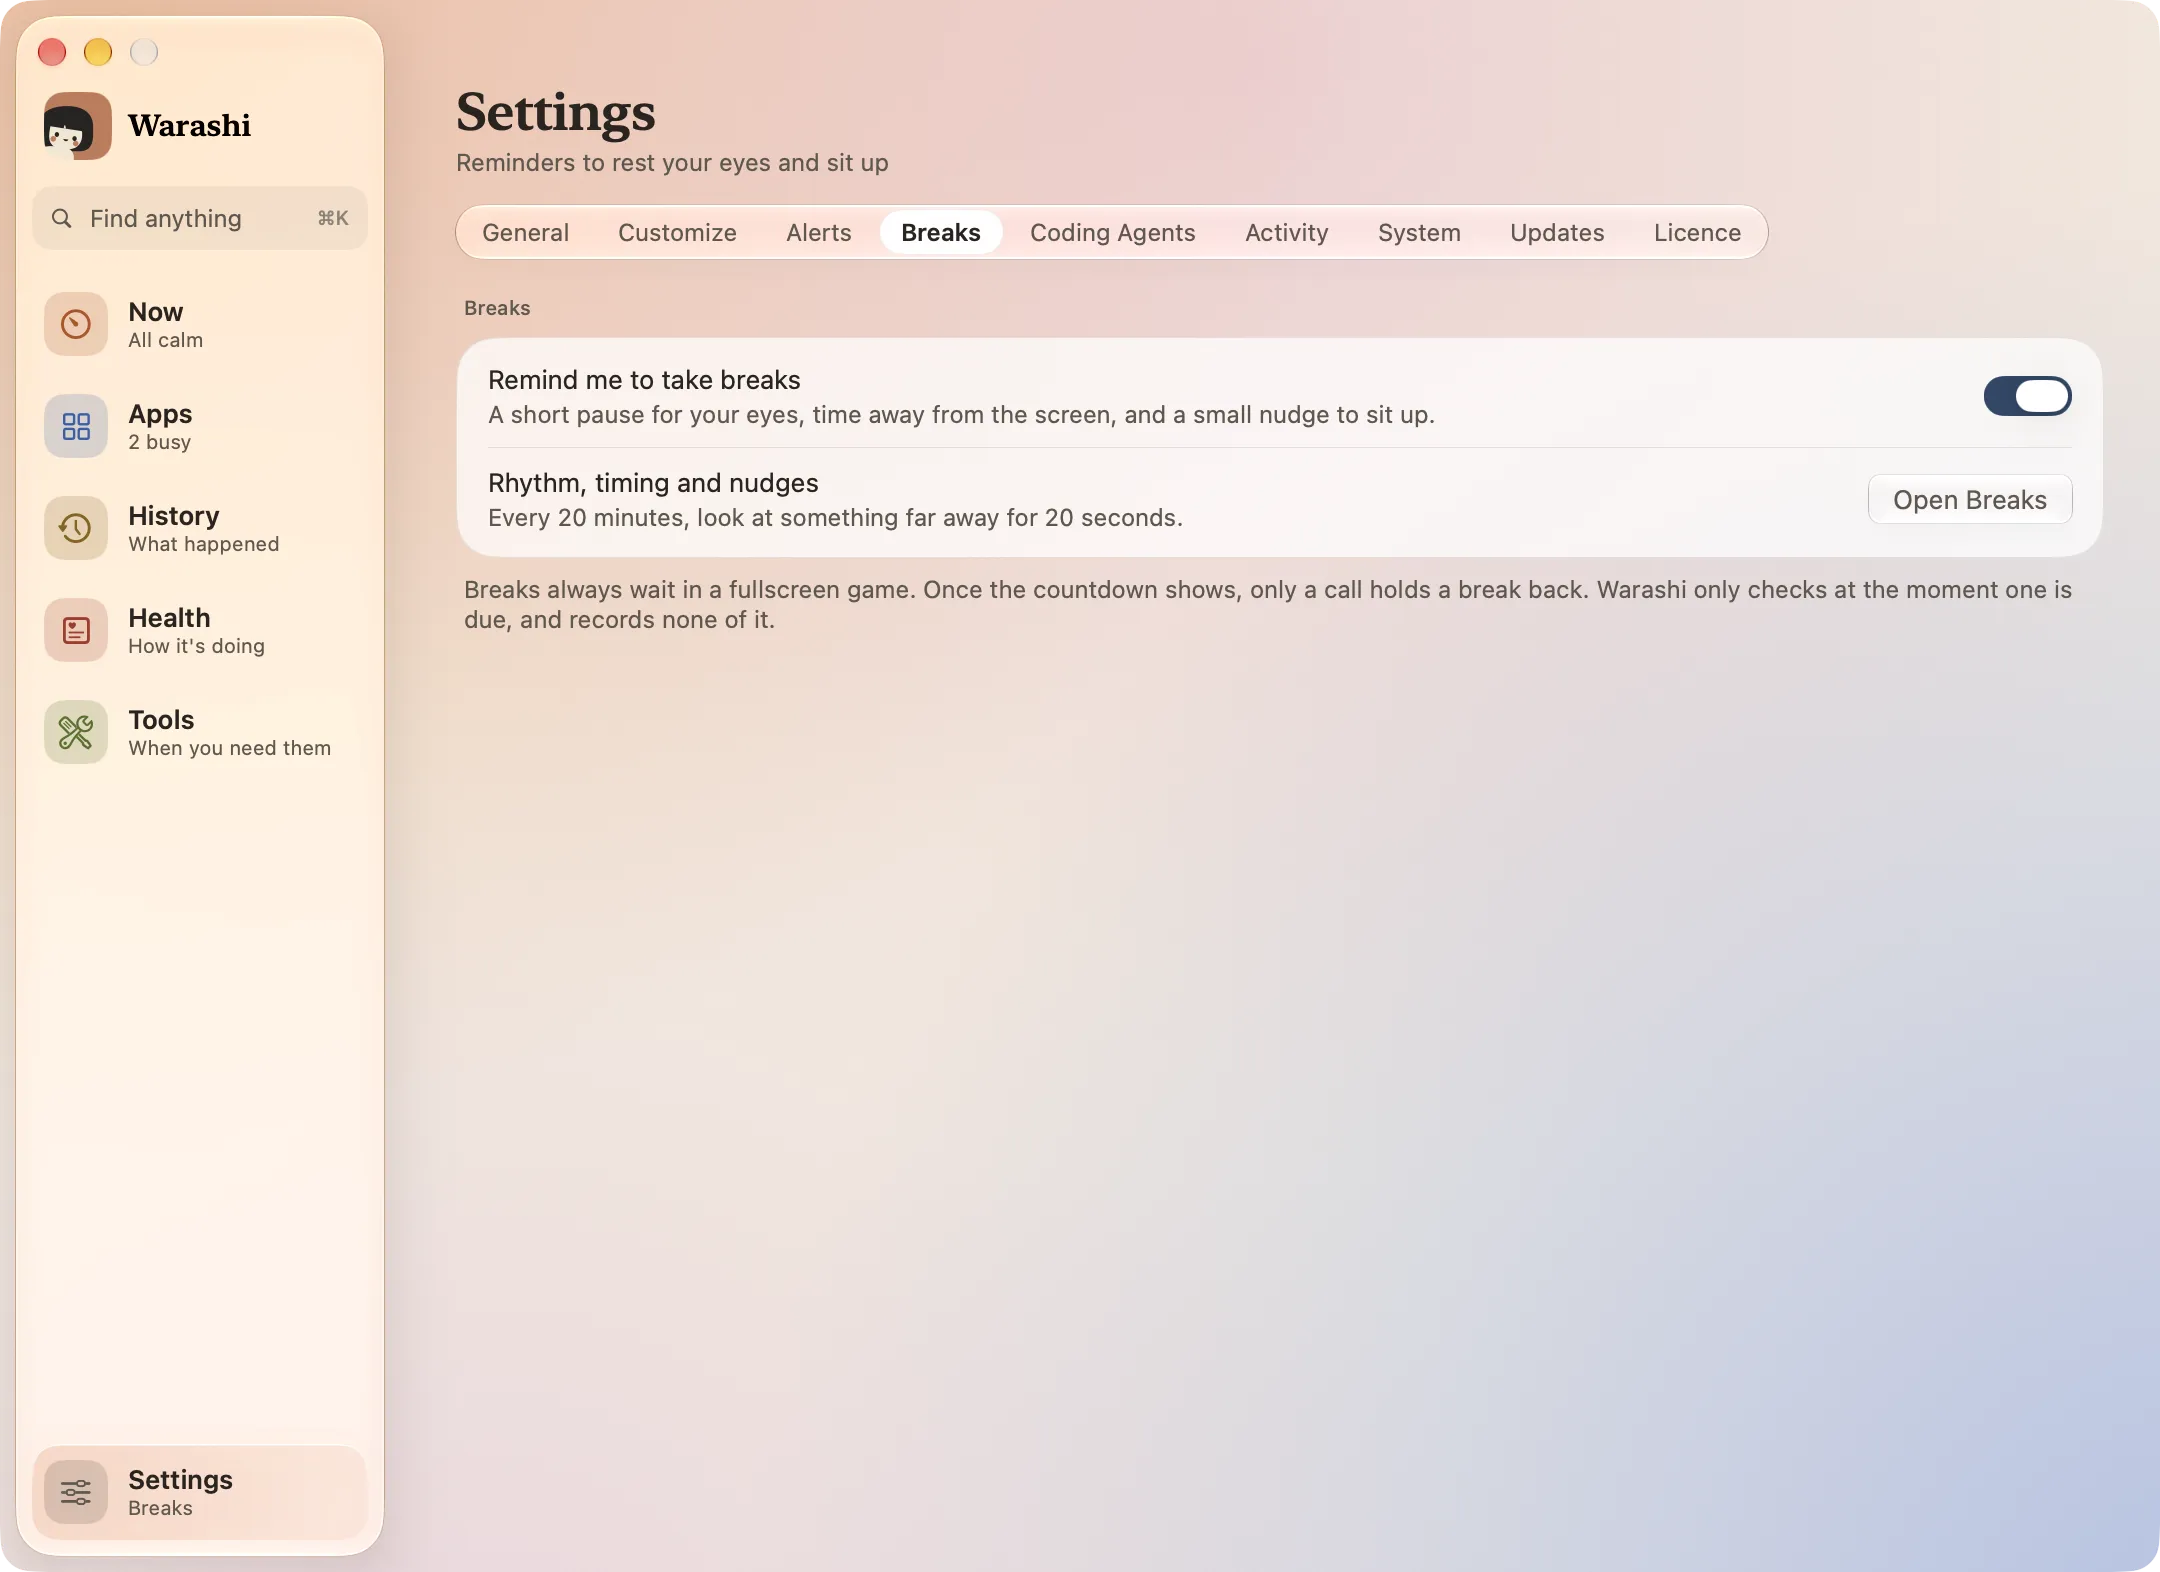 Warashi
Find anything ⌘K
Now
All calm
Apps
2 busy
History
What happened
Health
How it's doing
Tools
When you need them
Settings
Breaks
Settings
Reminders to rest your eyes and sit up
General Customize Alerts Breaks Coding Agents Activity System Updates Licence
Breaks
Remind me to take breaks
A short pause for your eyes, time away from the screen, and a small nudge to sit up.
Rhythm, timing and nudges
Every 20 minutes, look at something far away for 20 seconds.
Open Breaks
Breaks always wait in a fullscreen game. Once the countdown shows, only a call holds a break back. Warashi only checks at the moment one is
due, and records none of it.